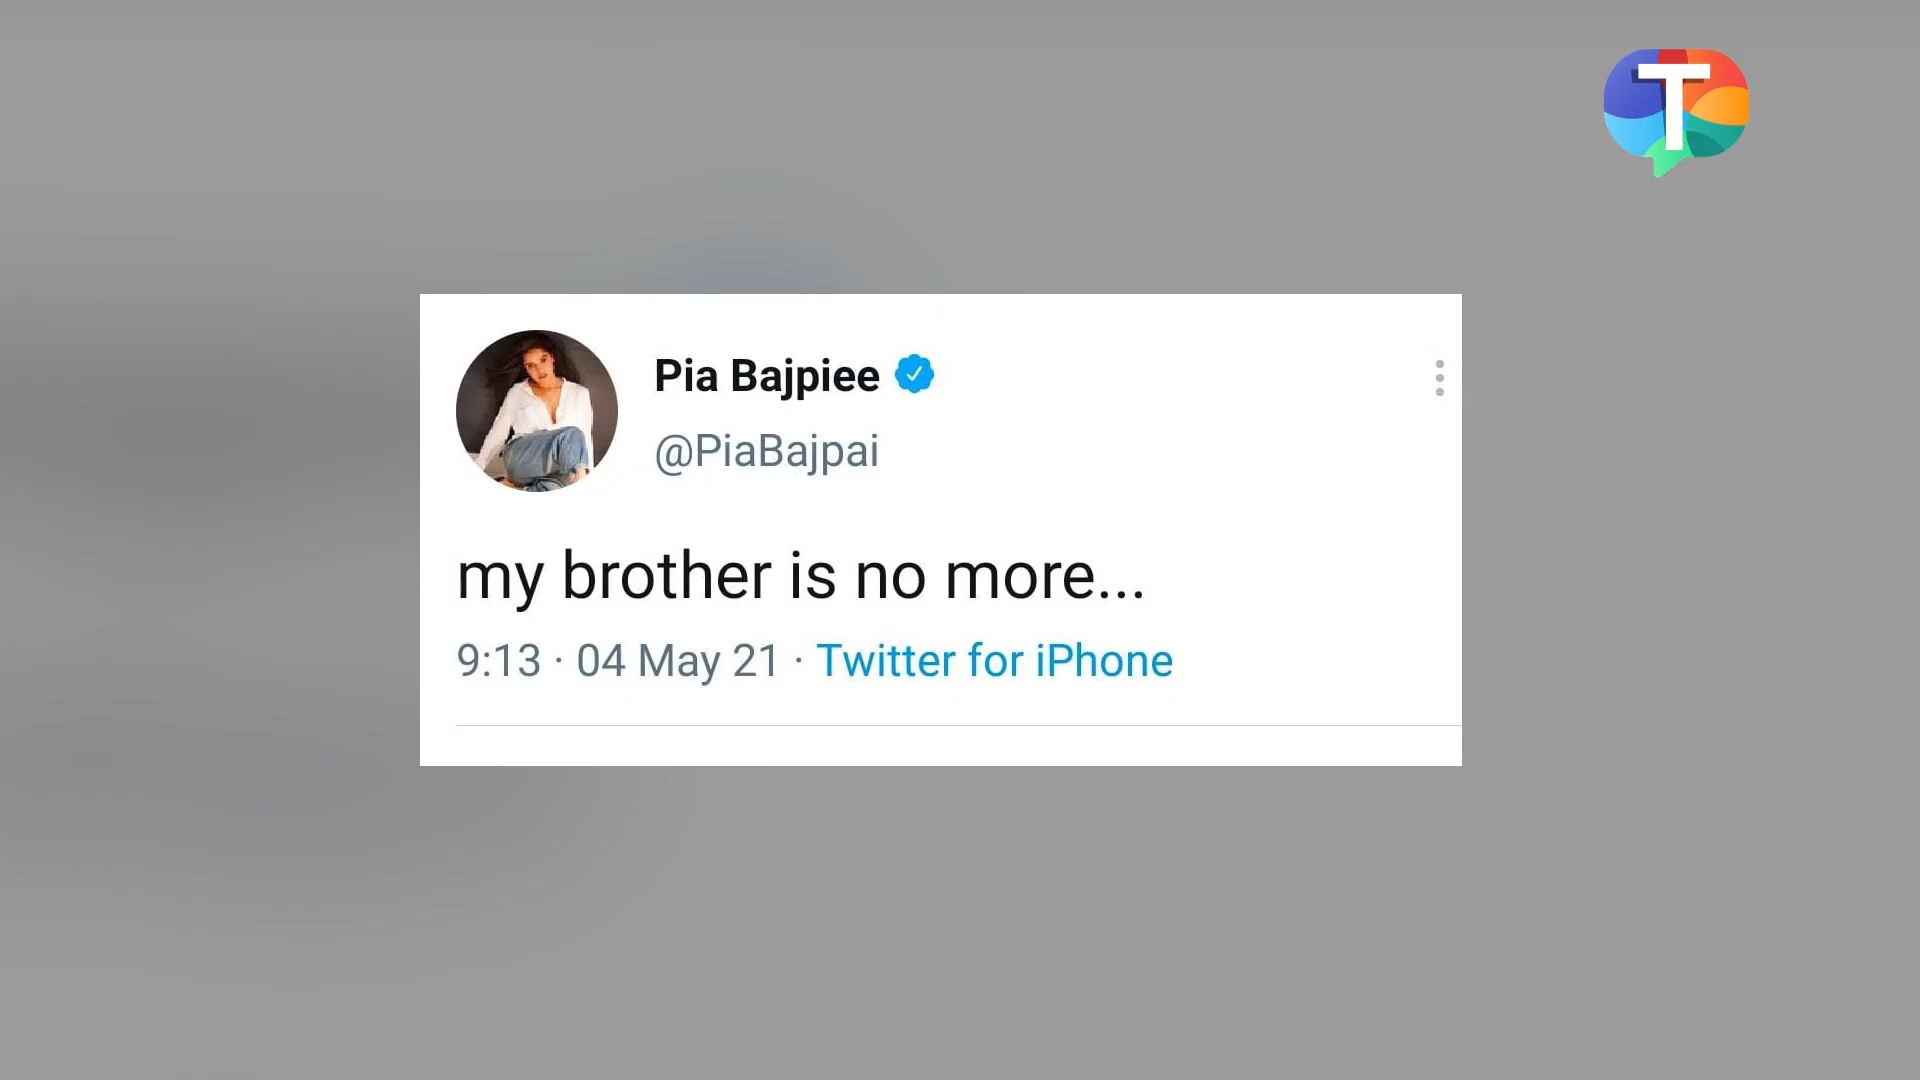 T
Pia Bajpiee
@PiaBajpai
my brother is no more...
9:13 · 04 May 21 · Twitter for iPhone